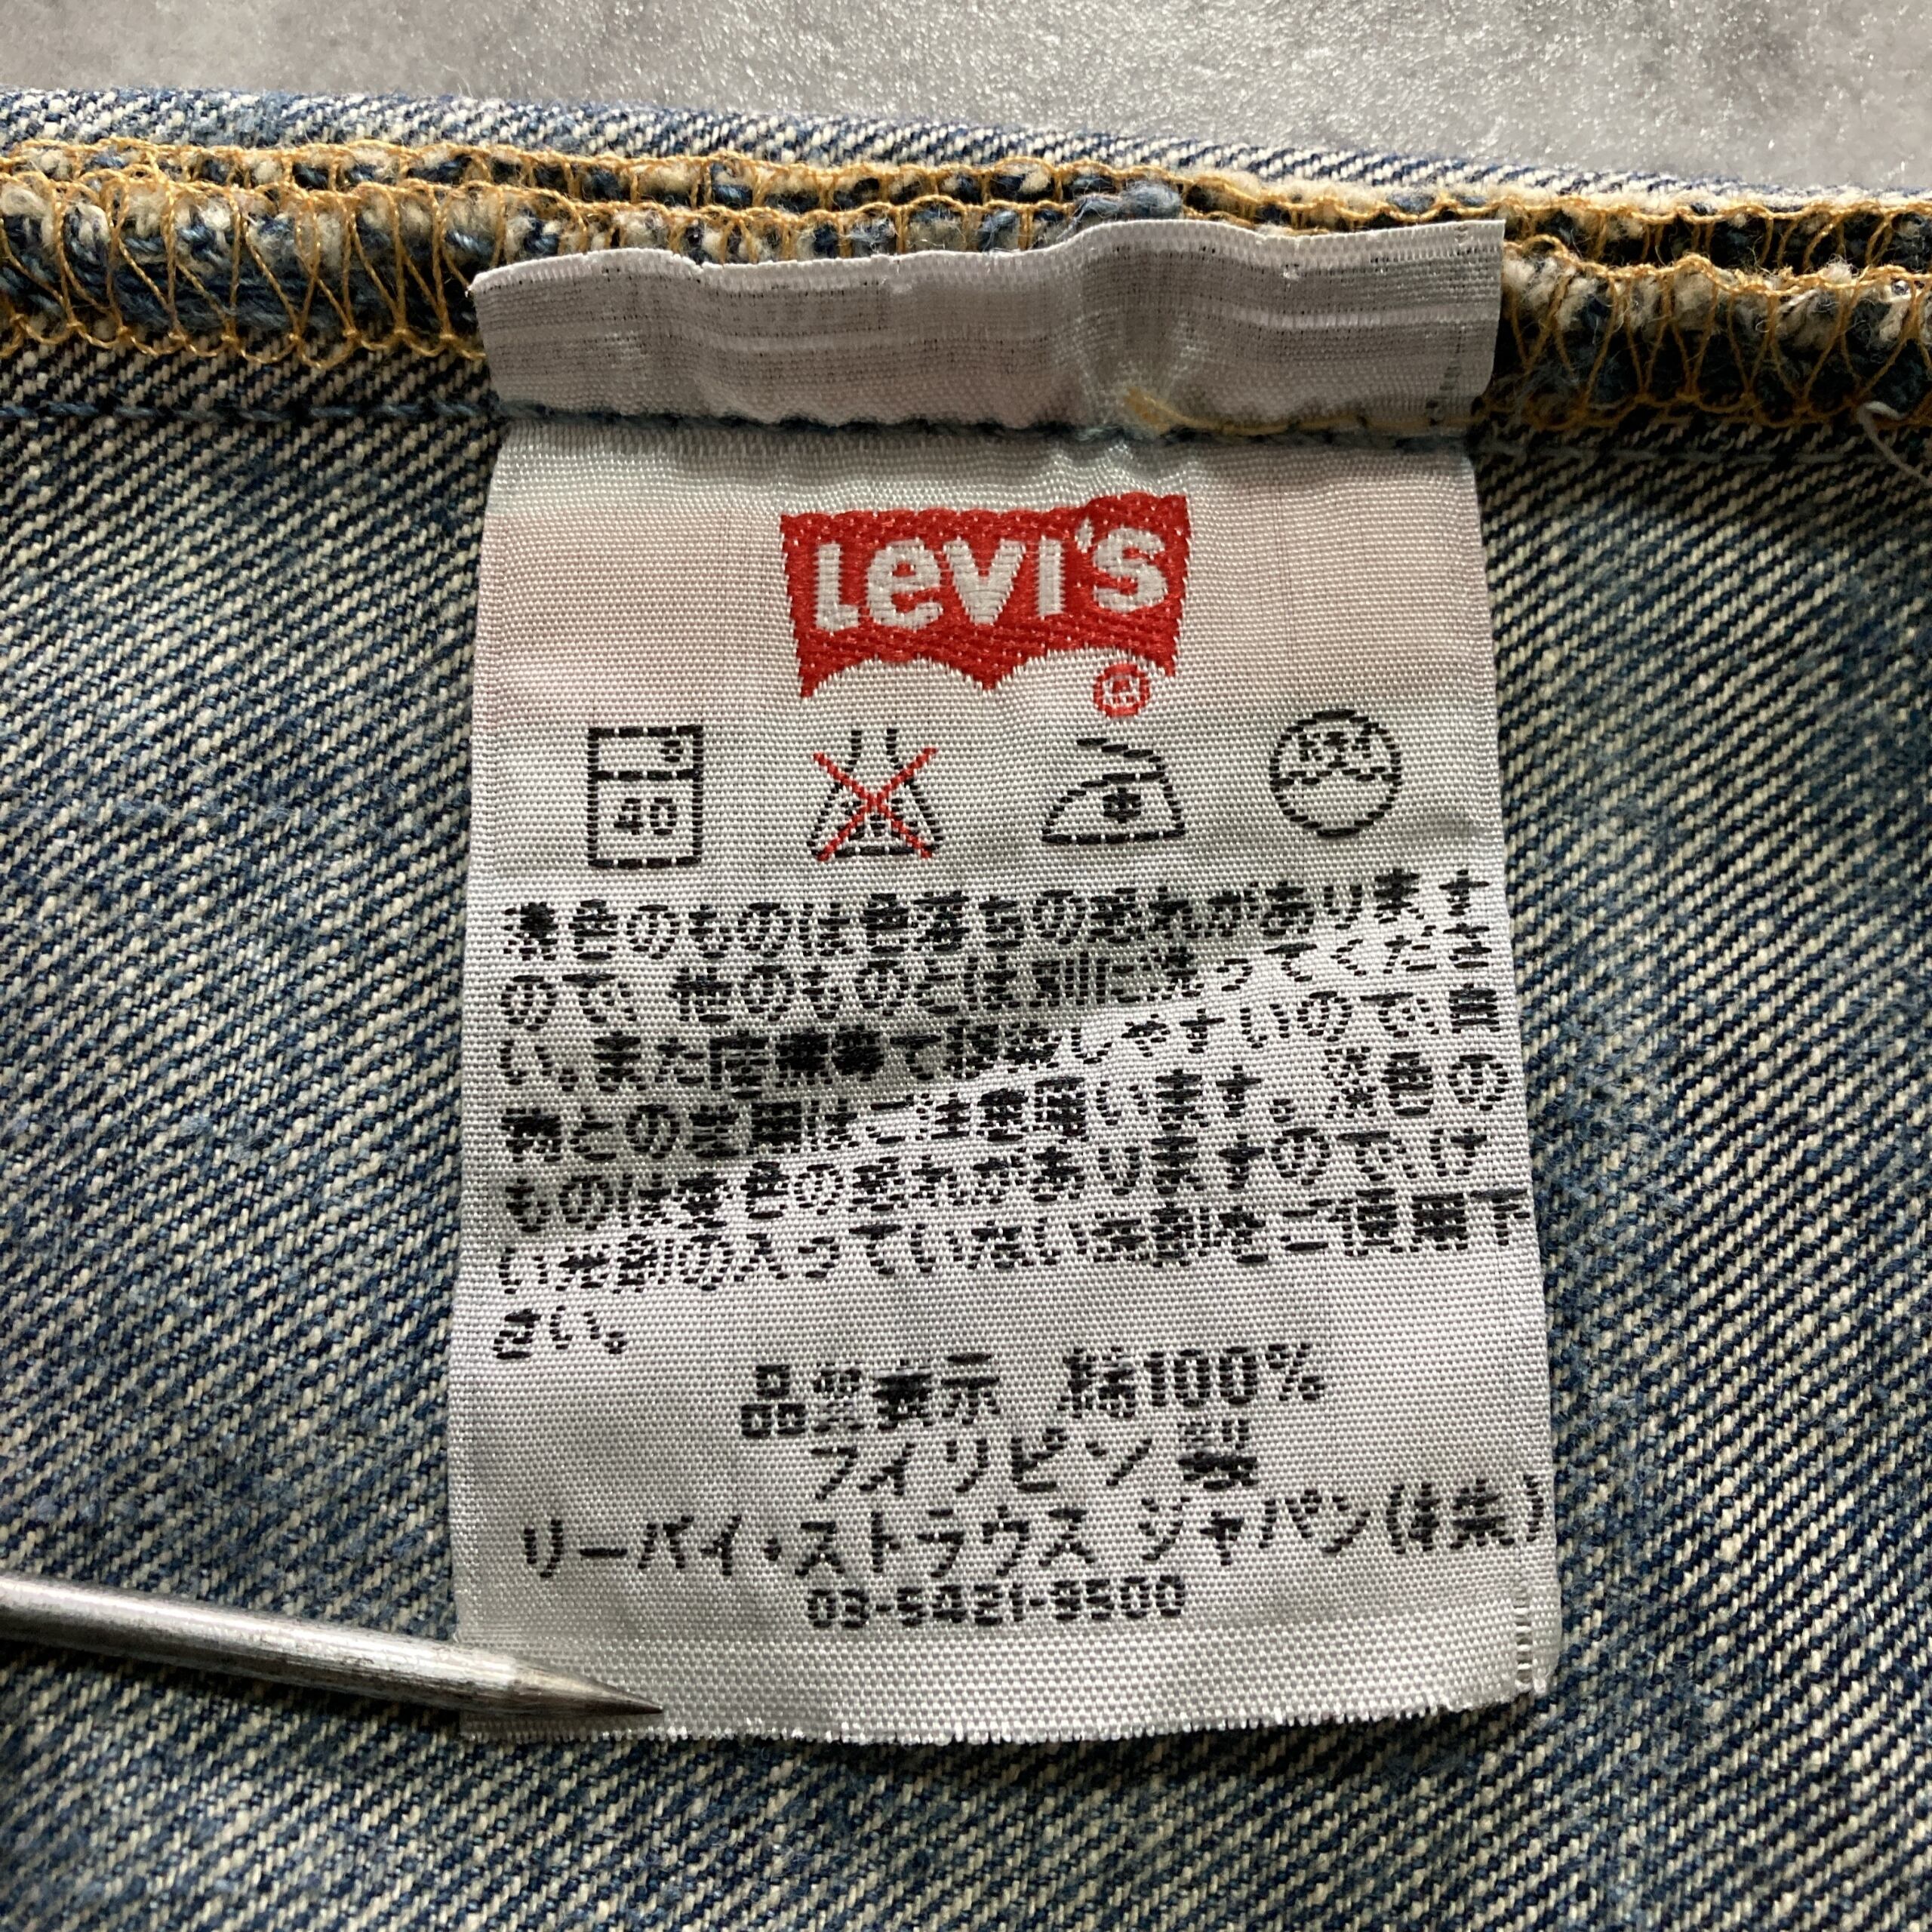 Levi's
®
40
濃色のものは色落ちの恐れがあります
ので、他のものとは別に洗ってくださ
い。また摩擦等で移染しやすいので、白
物との着用はご注意願います。淡色の
ものは変色の恐れがありますので、け
い光剤の入っていない洗剤をご使用下
さい。
品質表示 綿100%
フィリピン製
リーバイ・ストラウス ジャパン(株)
03-5421-9500